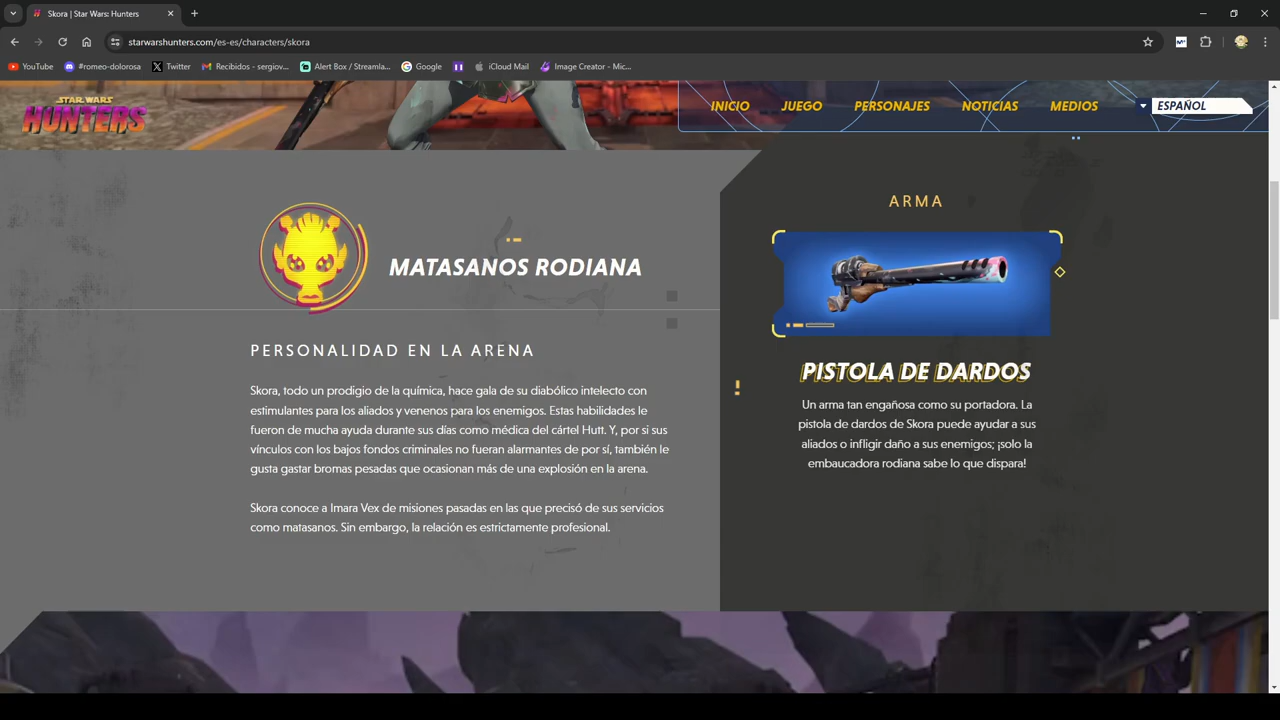 Skora | Star Wars: Hunters
starwarshunters.com/es-es/characters/skora
YouTube
#romeo-dolorosa
Twitter
Recibidos - sergiov...
Alert Box / Streamla...
Google
iCloud Mail
Image Creator - Mic...
STAR WARS
HUNTERS
INICIO
JUEGO
PERSONAJES
NOTICIAS
MEDIOS
ESPAÑOL
MATASANOS RODIANA
PERSONALIDAD EN LA ARENA
Skora, todo un prodigio de la química, hace gala de su diabólico intelecto con
estimulantes para los aliados y venenos para los enemigos. Estas habilidades le
fueron de mucha ayuda durante sus días como médica del cártel Hutt. Y, por si sus
vínculos con los bajos fondos criminales no fueran alarmantes de por sí, también le
gusta gastar bromas pesadas que ocasionan más de una explosión en la arena.
Skora conoce a Imara Vex de misiones pasadas en las que precisó de sus servicios
como matasanos. Sin embargo, la relación es estrictamente profesional.
ARMA
PISTOLA DE DARDOS
Un arma tan engañosa como su portadora. La
pistola de dardos de Skora puede ayudar a sus
aliados o infligir daño a sus enemigos; ¡solo la
embaucadora rodiana sabe lo que dispara!